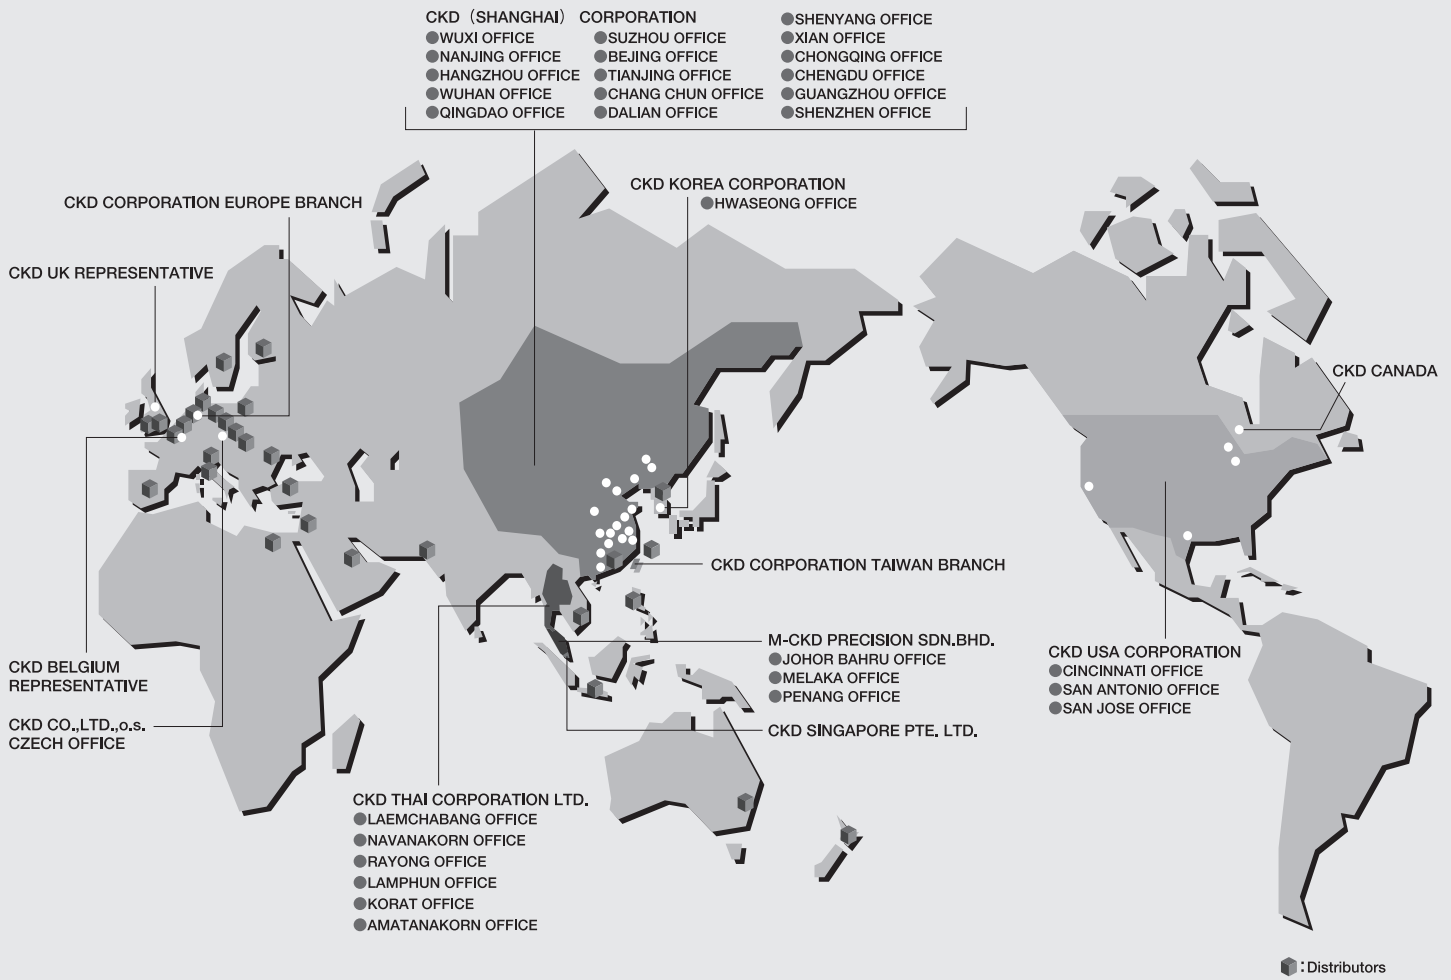 CKD（SHANGHAI） CORPORATION
●WUXI OFFICE
●NANJING OFFICE
●HANGZHOU OFFICE
●WUHAN OFFICE
●QINGDAO OFFICE
●SUZHOU OFFICE
●BEJING OFFICE
●TIANJING OFFICE
●CHANG CHUN OFFICE
●DALIAN OFFICE
●SHENYANG OFFICE
●XIAN OFFICE
●CHONGQING OFFICE
●CHENGDU OFFICE
●GUANGZHOU OFFICE
●SHENZHEN OFFICE
CKD KOREA CORPORATION
●HWASEONG OFFICE
CKD CORPORATION EUROPE BRANCH
CKD UK REPRESENTATIVE
CKD CANADA
CKD CORPORATION TAIWAN BRANCH
M-CKD PRECISION SDN.BHD.
●JOHOR BAHRU OFFICE
●MELAKA OFFICE
●PENANG OFFICE
CKD SINGAPORE PTE. LTD.
CKD USA CORPORATION
●CINCINNATI OFFICE
●SAN ANTONIO OFFICE
●SAN JOSE OFFICE
CKD BELGIUM
REPRESENTATIVE
CKD CO.,LTD.,o.s.
CZECH OFFICE
CKD THAI CORPORATION LTD.
●LAEMCHABANG OFFICE
●NAVANAKORN OFFICE
●RAYONG OFFICE
●LAMPHUN OFFICE
●KORAT OFFICE
●AMATANAKORN OFFICE
:Distributors